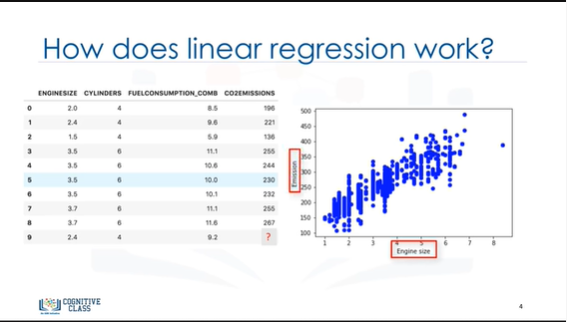 How does linear regression work?
ENGINESIZE CYLINDERS FUELCONSUMPTION_COMB CO2EMISSIONS
0 2.0 4 8.5 196
1 2.4 4 9.6 221
2 1.5 4 5.9 136
3 3.5 6 11.1 255
4 3.5 6 10.6 244
5 3.5 6 10.0 230
6 3.5 6 10.1 232
7 3.7 6 11.1 255
8 3.7 6 11.6 267
9 2.4 4 9.2 ?
500
450
400
350
300
250
200
150
100
Emission
1 2 3 4 5 6 7 8
Engine size
COGNITIVE
CLASS
4